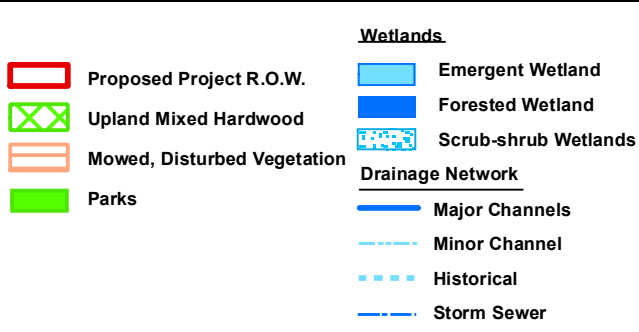 Proposed Project R.O.W.
Upland Mixed Hardwood
Mowed, Disturbed Vegetation
Parks
Wetlands
Emergent Wetland
Forested Wetland
Scrub-shrub Wetlands
Drainage Network
Major Channels
Minor Channel
Historical
Storm Sewer